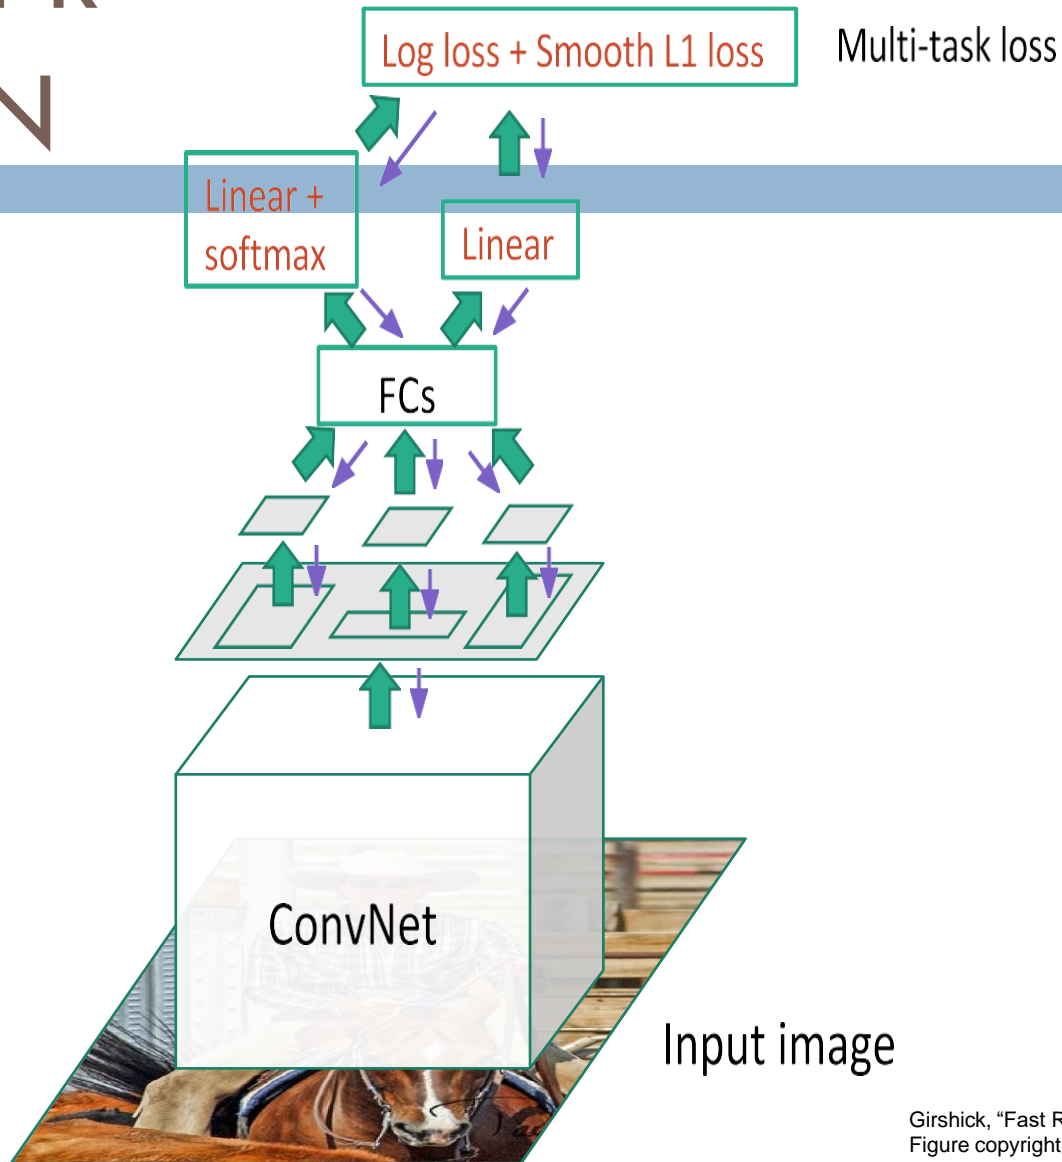 Log loss + Smooth L1 loss
Multi-task loss
Linear +
softmax
Linear
FCs
ConvNet
Input image
Girshick, “Fast R
Figure copyright